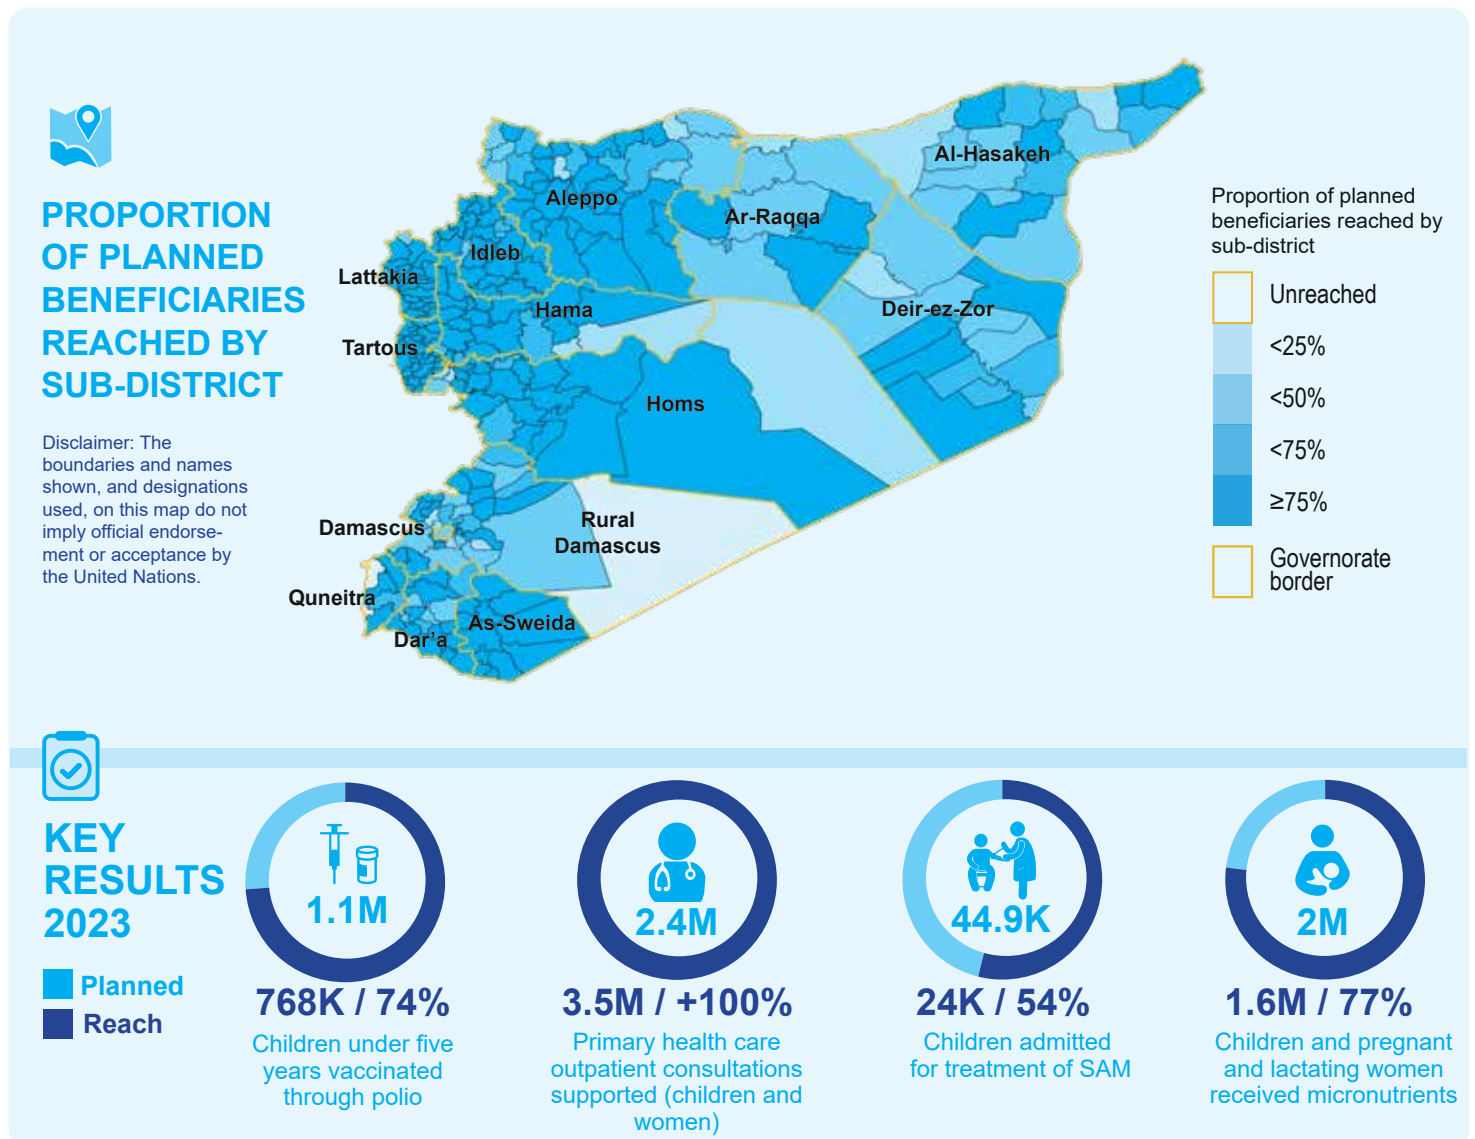 PROPORTION
OF PLANNED
BENEFICIARIES
REACHED BY
SUB-DISTRICT
Disclaimer: The
boundaries and names
shown, and designations
used, on this map do not
imply official endorse-
ment or acceptance by
the United Nations.
Al-Hasakeh
Aleppo
Ar-Raqqa
Idleb
Lattakia
Hama
Deir-ez-Zor
Tartous
Homs
Rural
Damascus
Damascus
Quneitra
As-Sweida
Dar’a
Proportion of planned
beneficiaries reached by
sub-district
Unreached
<25%
<50%
<75%
≥75%
Governorate
border
KEY
RESULTS
2023
Planned
Reach
1.1M
768K / 74%
Children under five
years vaccinated
through polio
2.4M
3.5M / +100%
Primary health care
outpatient consultations
supported (children and
women)
44.9K
24K / 54%
Children admitted
for treatment of SAM
2M
1.6M / 77%
Children and pregnant
and lactating women
received micronutrients